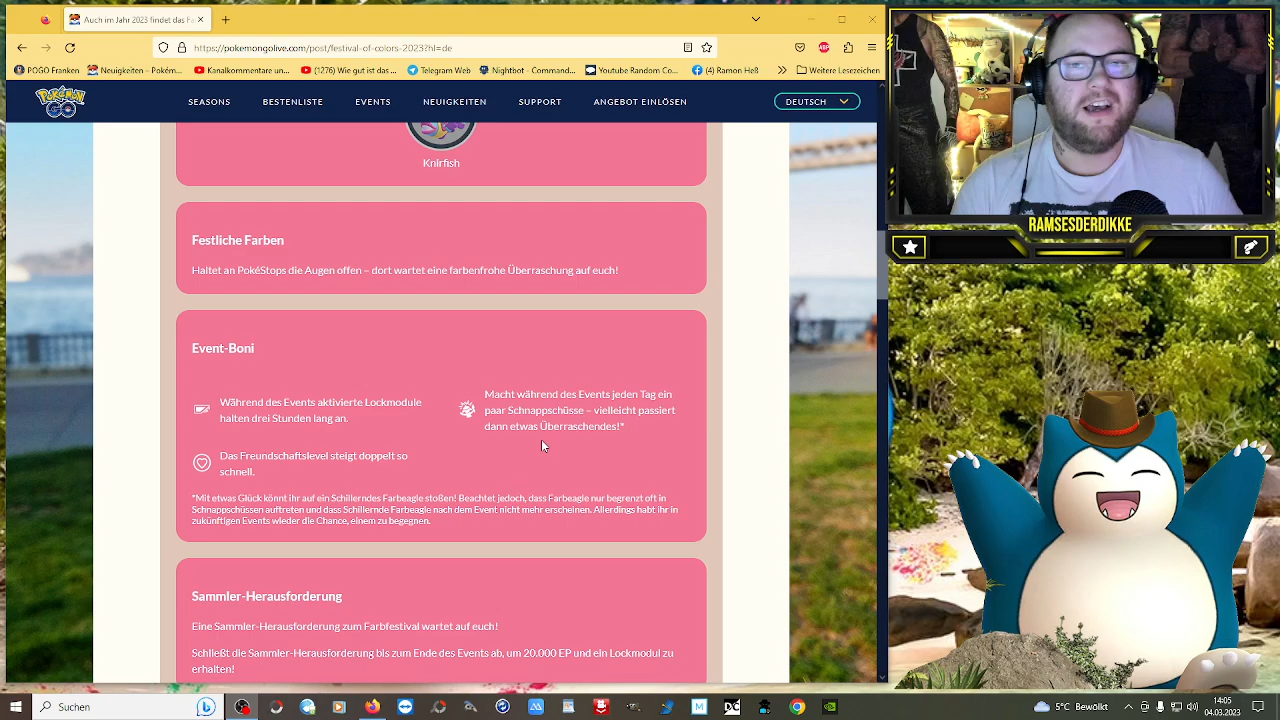 Auch im Jahr 2023 findet das Fa
https://pokemongolive.com/post/festival-of-colors-2023?hl=de
POGO Franken
Neuigkeiten – Pokém...
Kanalkommentare un...
(1276) Wie ist das ...
Telegram Web
Nightbot - Command...
Youtube Random Co...
(4) Ramon Heß
Weitere Lesezeichen
ABP
Pokémon GO
SEASONS
BESTENLISTE
EVENTS
NEUIGKEITEN
SUPPORT
ANGEBOT EINLÖSEN
DEUTSCH
Knirfish
Festliche Farben
Haltet an PokéStops die Augen offen – dort wartet eine farbenfrohe Überraschung auf euch!
Event-Boni
Während des Events aktivierte Lockmodule
halten drei Stunden lang an.
Macht während des Events jeden Tag ein
paar Schnappschüsse – vielleicht passiert
dann etwas Überraschendes!*
Das Freundschaftslevel steigt doppelt so
schnell.
*Mit etwas Glück könnt ihr auf ein Schillerndes Farbeagle stoßen! Beachtet jedoch, dass Farbeagle nur begrenzt oft in
Schnappschüssen auftreten und dass Schillernde Farbeagle nach dem Event nicht mehr erscheinen. Allerdings habt ihr in
zukünftigen Events wieder die Chance, einem zu begegnen.
Sammler-Herausforderung
Eine Sammler-Herausforderung zum Farbfestival wartet auf euch!
Schließt die Sammler-Herausforderung bis zum Ende des Events ab, um 20.000 EP und ein Lockmodul zu
erhalten!
RAMSESDERDIKKE
Suchen
5°C Bewölkt
14:05
04.03.2023